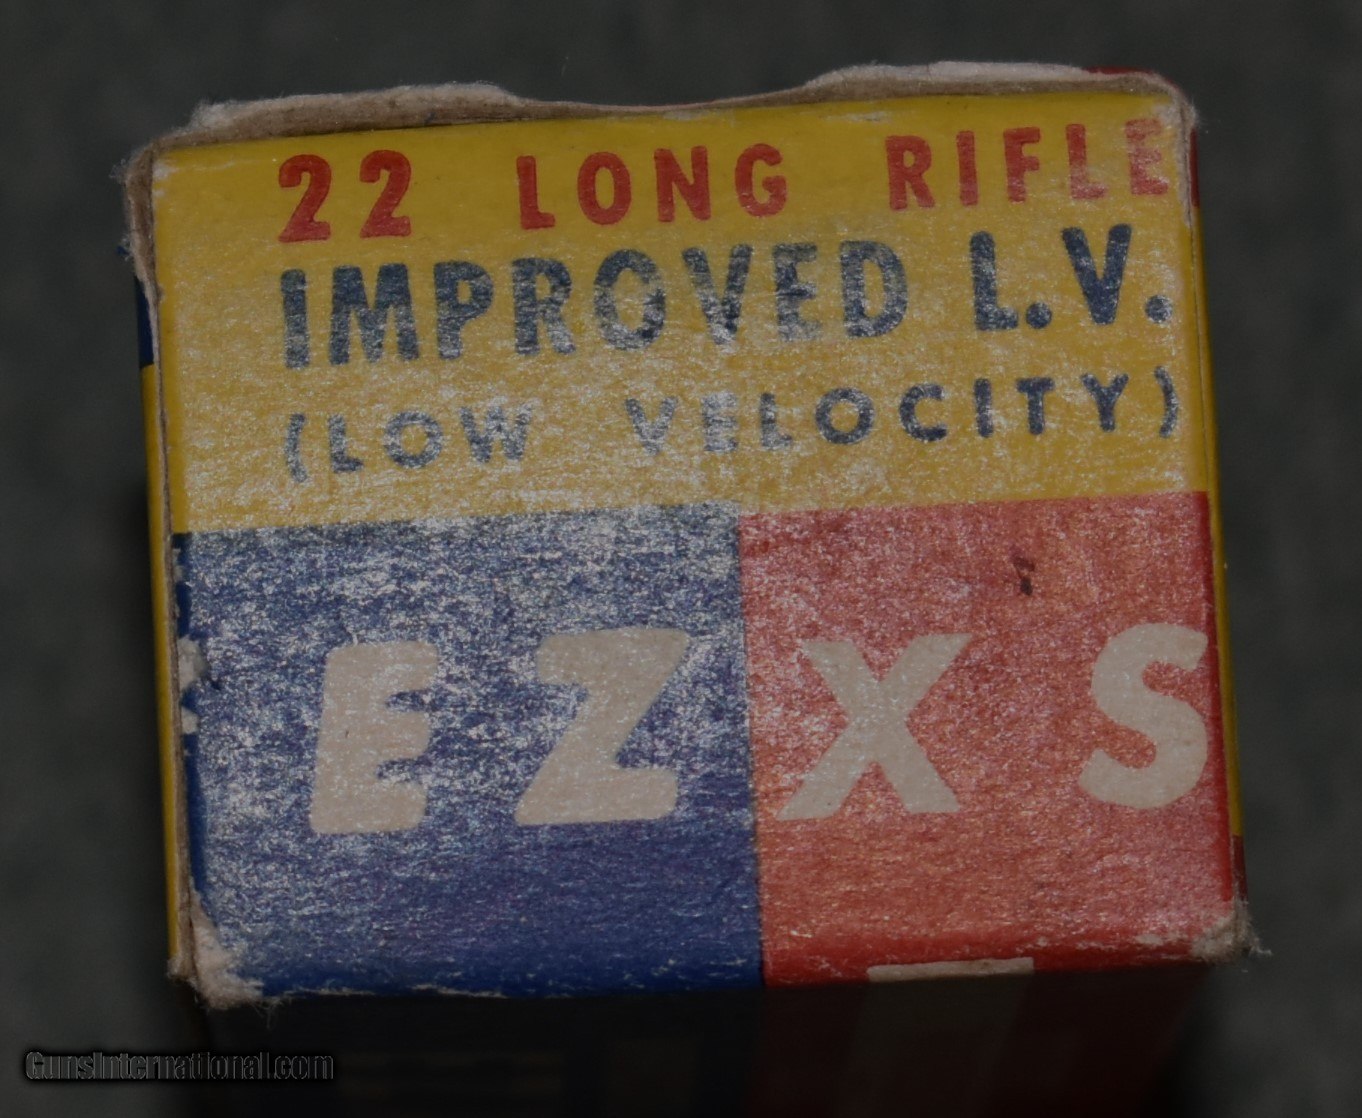 22 LONG RIFLE
IMPROVED L.V.
(LOW VELOCITY)
EZXS
GunsInternational.com